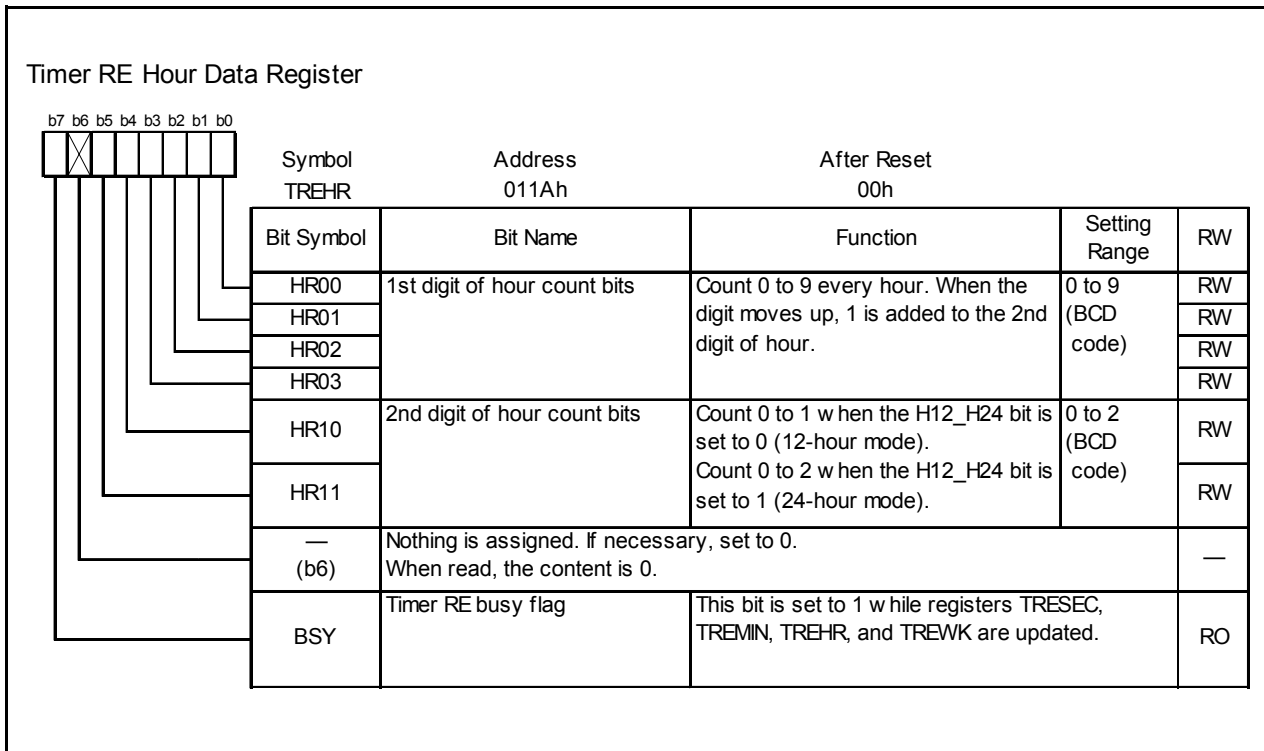 Timer RE Hour Data Register
b7 b6 b5 b4 b3 b2 b1 b0
Symbol Address After Reset
TREHR 011Ah 00h
Bit Symbol Bit Name Function Setting Range RW
HR00 1st digit of hour count bits Count 0 to 9 every hour. When the 0 to 9 RW
HR01 digit moves up, 1 is added to the 2nd (BCD RW
HR02 digit of hour. code) RW
HR03 RW
HR10 2nd digit of hour count bits Count 0 to 1 w hen the H12_H24 bit is 0 to 2 RW
set to 0 (12-hour mode). (BCD
Count 0 to 2 w hen the H12_H24 bit is code)
HR11 set to 1 (24-hour mode). RW
— Nothing is assigned. If necessary, set to 0. —
(b6) When read, the content is 0.
Timer RE busy flag This bit is set to 1 w hile registers TRESEC,
BSY TREMIN, TREHR, and TREWK are updated. RO